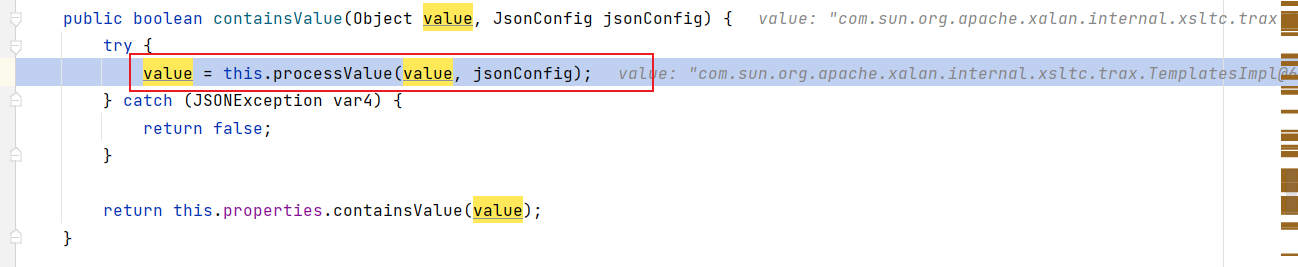 public boolean containsValue(Object value, JsonConfig jsonConfig) { value: "com.sun.org.apache.xalan.internal.xsltc.trax
try {
value = this.processValue(value, jsonConfig); value: "com.sun.org.apache.xalan.internal.xsltc.trax.TemplatesImpl@6
} catch (JSONException var4) {
return false;
}
return this.properties.containsValue(value);
}